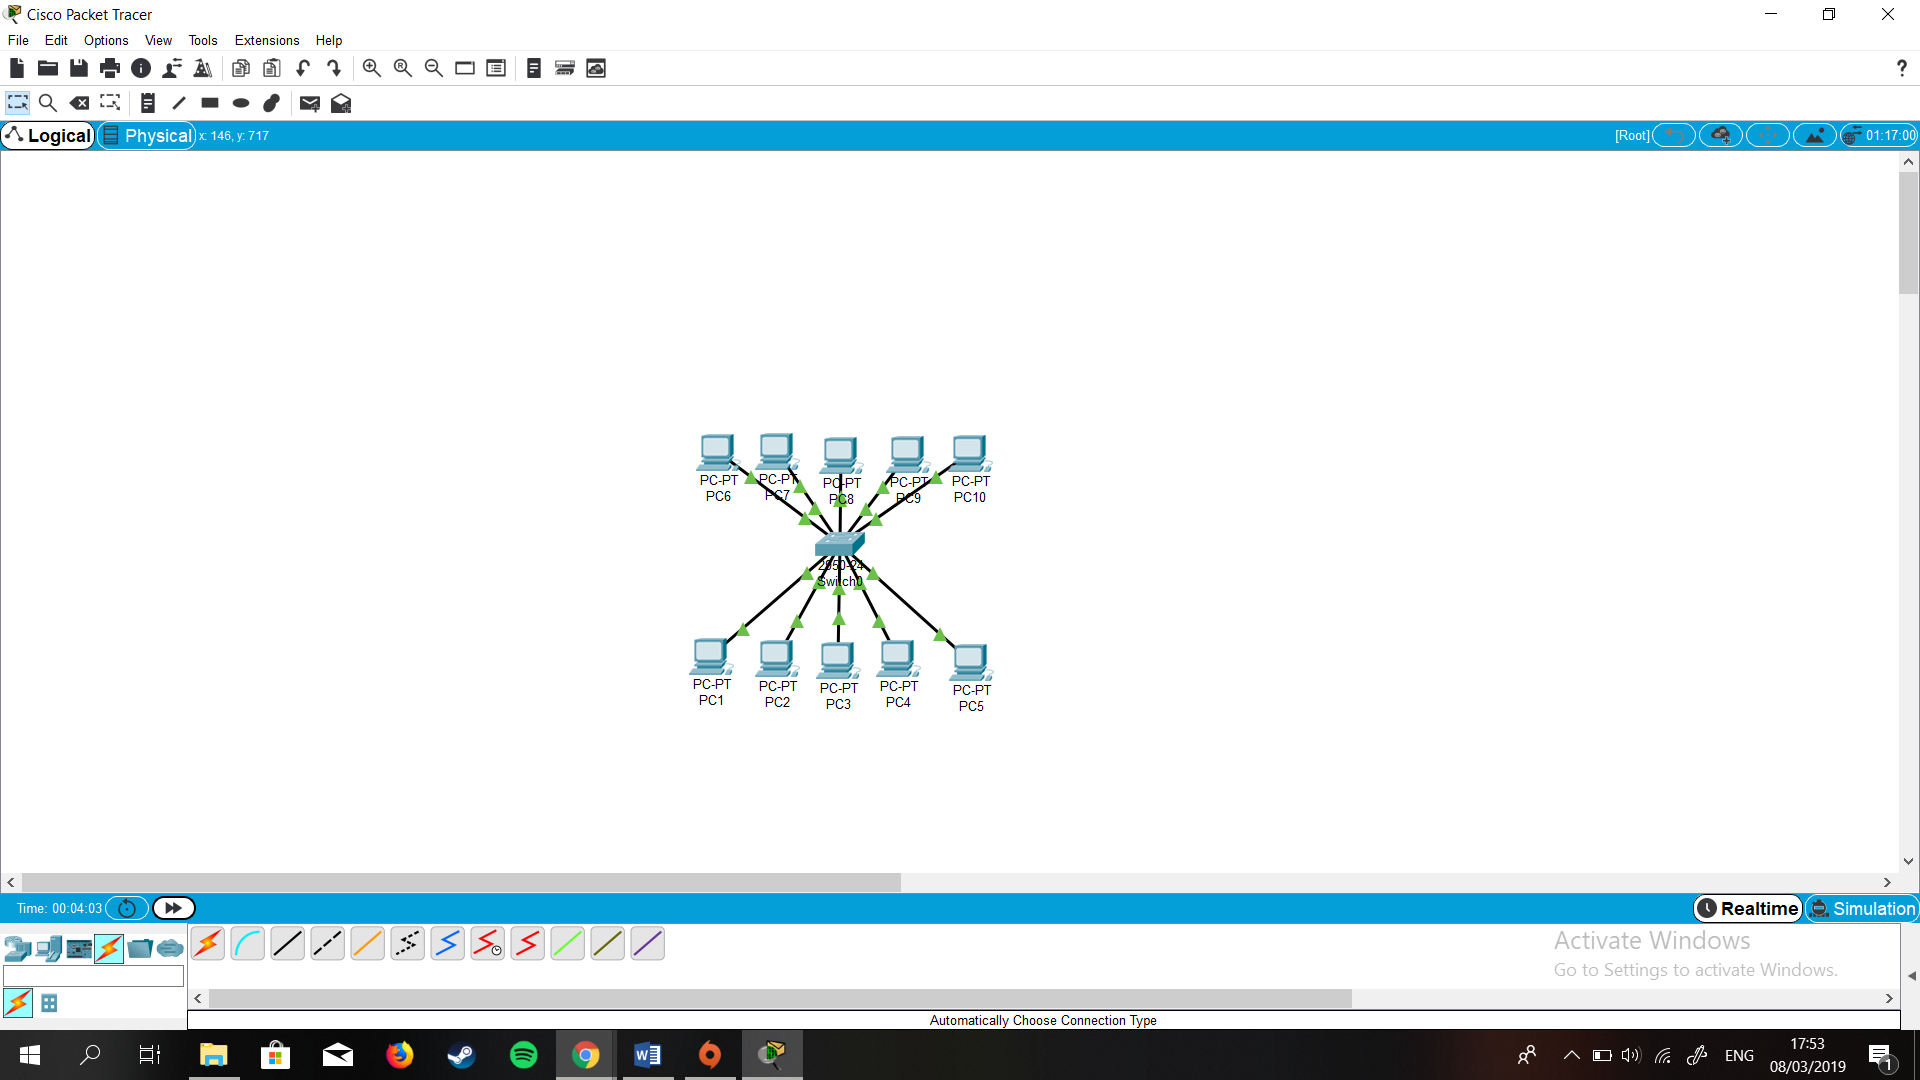 Cisco Packet Tracer
File Edit Options View Tools Extensions Help
?
Logical Physical x: 146, y: 717 [Root] 01:17:00
PC-PT PC-PT PC-PT PC-PT PC-PT
PC6 PC7 PC8 PC9 PC10
2950-24
Switch0
PC-PT PC-PT PC-PT PC-PT PC-PT
PC1 PC2 PC3 PC4 PC5
Time: 00:04:03 Realtime Simulation
Activate Windows
Go to Settings to activate Windows.
Automatically Choose Connection Type
ENG 17:53
08/03/2019 1